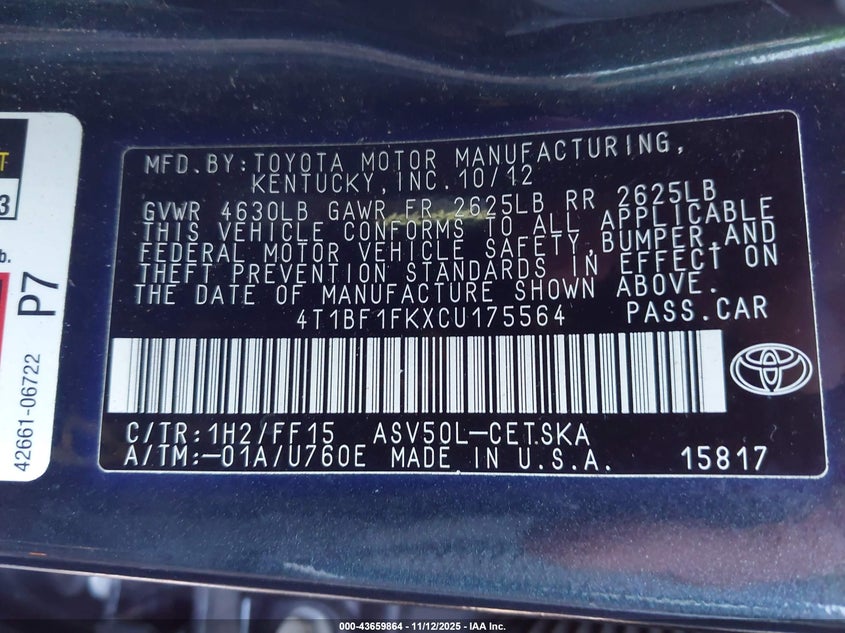 T
3
b.
P7
42661-06722
MFD.BY:TOYOTA MOTOR MANUFACTURING,
KENTUCKY,INC.10/12
GVWR 4630LB GAWR FR 2625LB RR 2625LB
THIS VEHICLE CONFORMS TO ALL APPLICABLE
FEDERAL MOTOR VEHICLE SAFETY,BUMPER,AND
THEFT PREVENTION STANDARDS IN EFFECT ON
THE DATE OF MANUFACTURE SHOWN ABOVE.
4T1BF1FKXCU175564 PASS.CAR
C/TR:1H2/FF15 ASV50L-CETSKA
A/TM:-01A/U760E MADE IN U.S.A. 15817
000-43659864 - 11/12/2025 - IAA Inc.